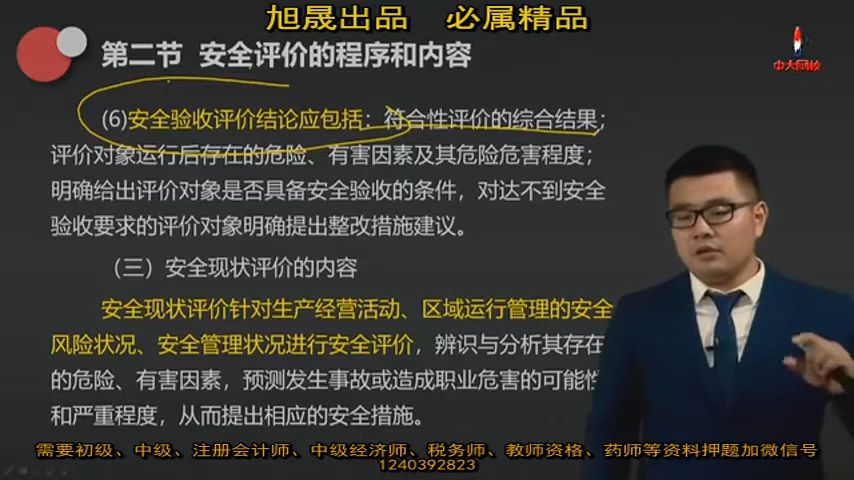 旭晟出品 必属精品
第二节 安全评价的程序和内容
中大网校
(6)安全验收评价结论应包括：符合性评价的综合结果；
评价对象运行后存在的危险、有害因素及其危险危害程度；
明确给出评价对象是否具备安全验收的条件，对达不到安全
验收要求的评价对象明确提出整改措施建议。
（三）安全现状评价的内容
安全现状评价针对生产经营活动、区域运行管理的安全
风险状况、安全管理状况进行安全评价，辨识与分析其存在
的危险、有害因素，预测发生事故或造成职业危害的可能性
和严重程度，从而提出相应的安全措施。
需要初级、中级、注册会计师、中级经济师、税务师、教师资格、药师等资料押题加微信号
1240392823